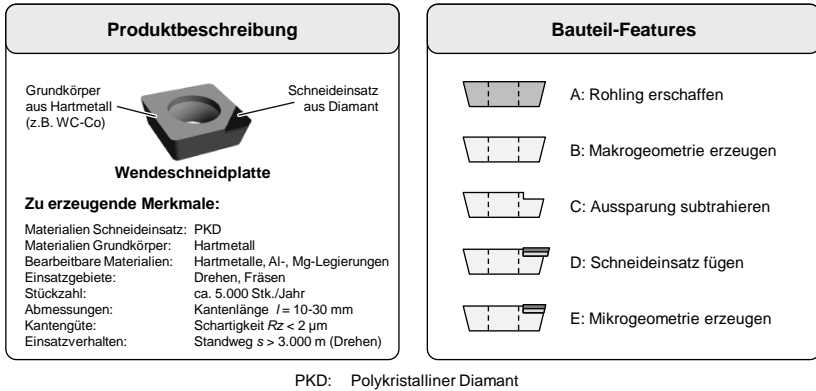 Produktbeschreibung
Grundkörper
aus Hartmetall
(z.B. WC-Co)
Schneideinsatz
aus Diamant
Wendeschneidplatte
Zu erzeugende Merkmale:
Materialien Schneideinsatz: PKD
Materialien Grundkörper: Hartmetall
Bearbeitbare Materialien: Hartmetalle, Al-, Mg-Legierungen
Einsatzgebiete: Drehen, Fräsen
Stückzahl: ca. 5.000 Stk./Jahr
Abmessungen: Kantenlänge l = 10-30 mm
Kantengüte: Schartigkeit Rz < 2 µm
Einsatzverhalten: Standweg s > 3.000 m (Drehen)
Bauteil-Features
A: Rohling erschaffen
B: Makrogeometrie erzeugen
C: Aussparung subtrahieren
D: Schneideinsatz fügen
E: Mikrogeometrie erzeugen
PKD: Polykristalliner Diamant